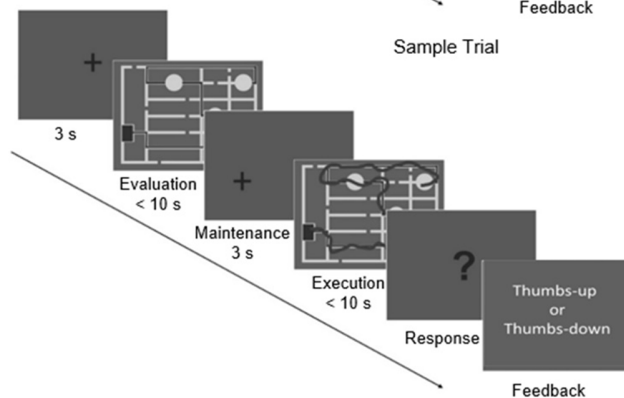 Feedback
Sample Trial
+
3 s
Evaluation
< 10 s
+
Maintenance
3 s
Execution
< 10 s
?
Response
Thumbs-up
or
Thumbs-down
Feedback